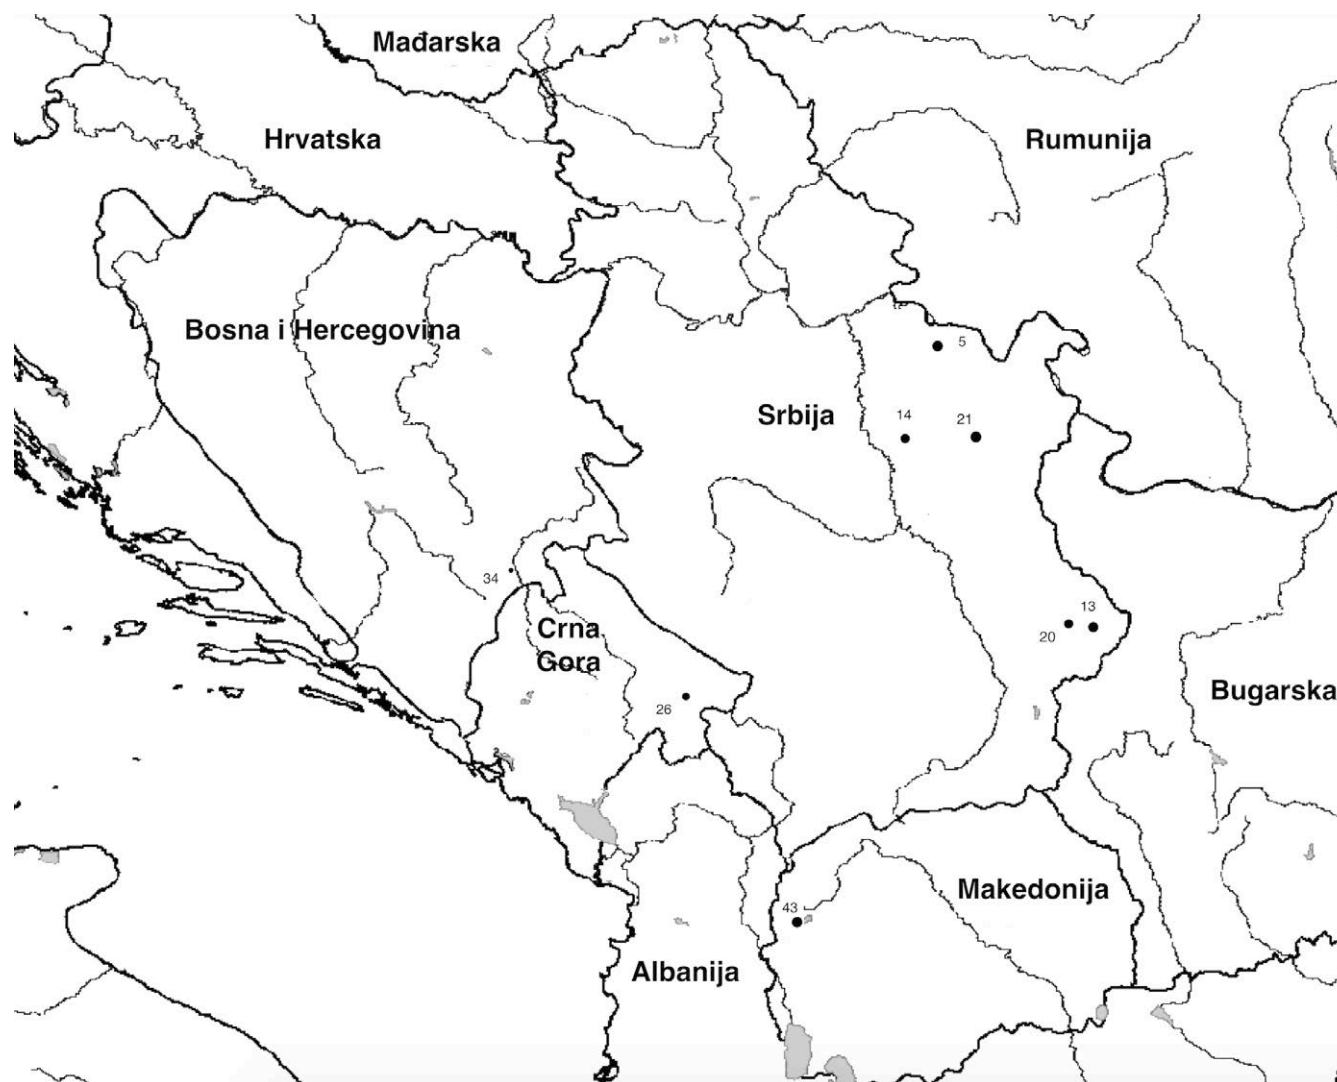 Mađarska
Hrvatska
Rumunija
Bosna i Hercegovina
5
Srbija
14
21
34
Crna
Gora
13
20
26
Bugarska
Makedonija
43
Albanija